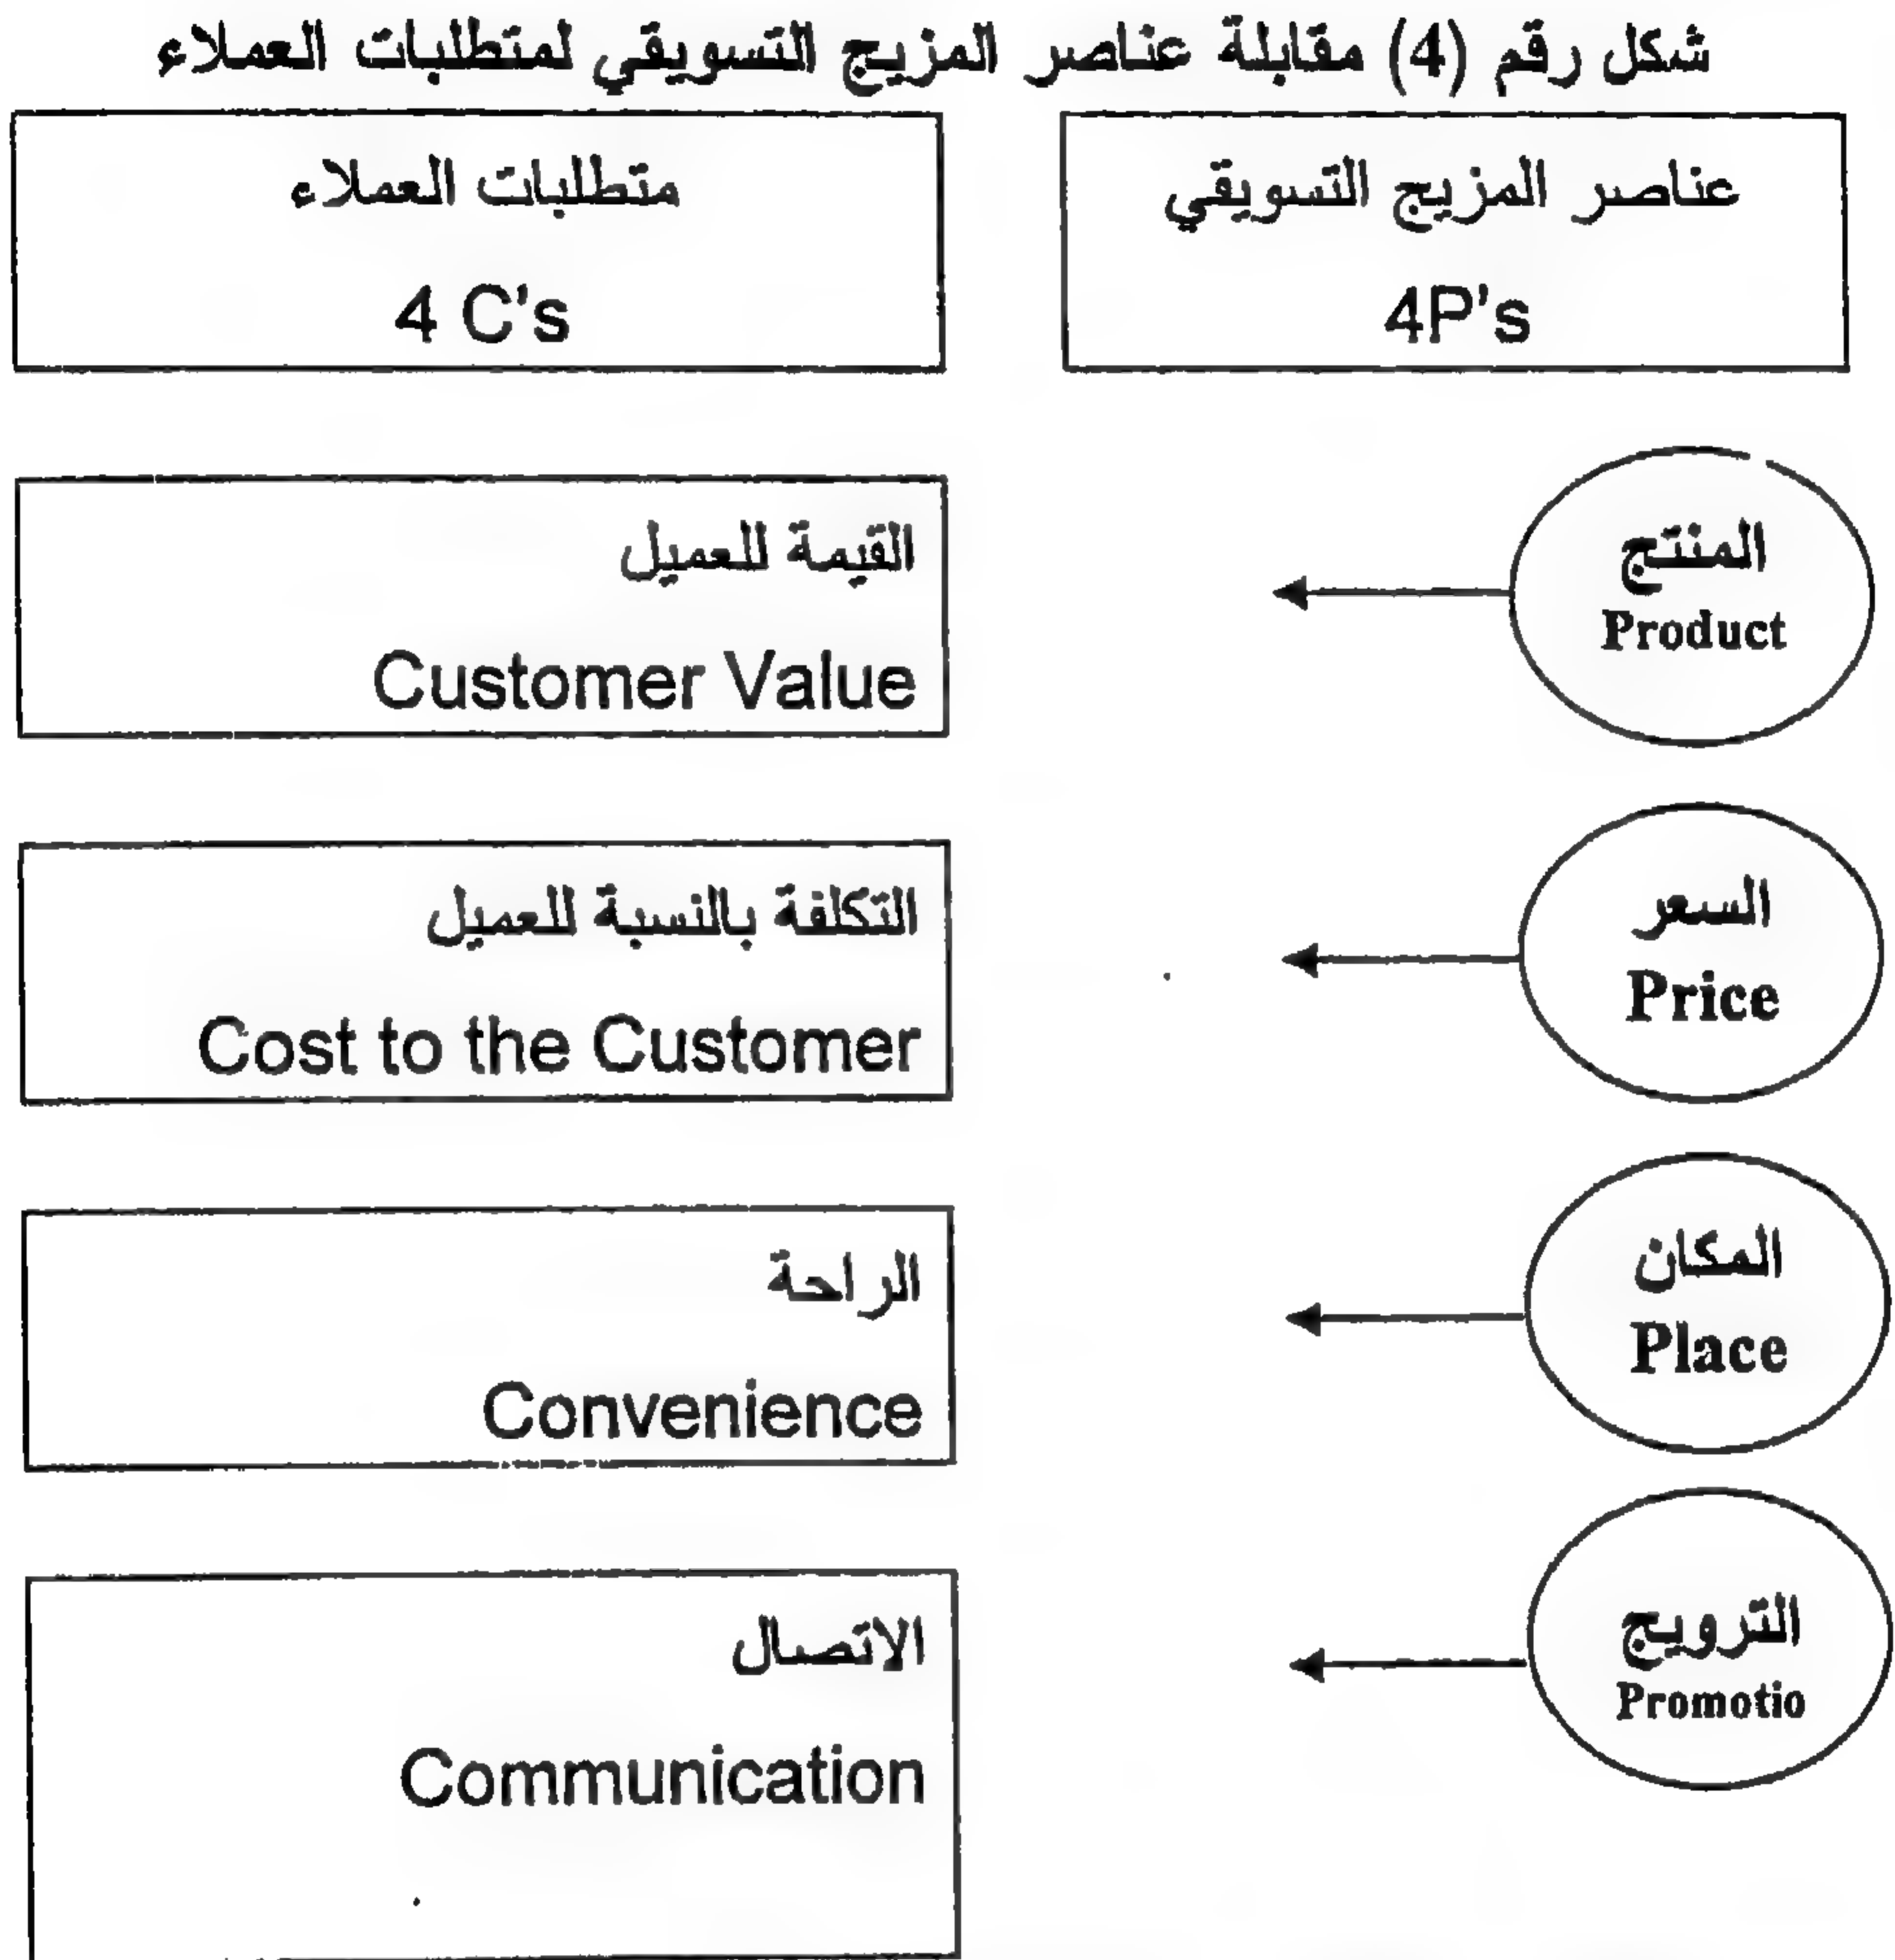 شكل رقم (4) مقابلة عناصر المزيج التسويقي لمتطلبات العملاء
عناصر المزيج التسويقي
4P's
متطلبات العملاء
4 C's
المنتج
Product
القيمة للعميل
Customer Value
السعر
Price
التكلفة بالنسبة للعميل
Cost to the Customer
المكان
Place
الراحة
Convenience
الترويج
Promotio
الاتصال
Communication